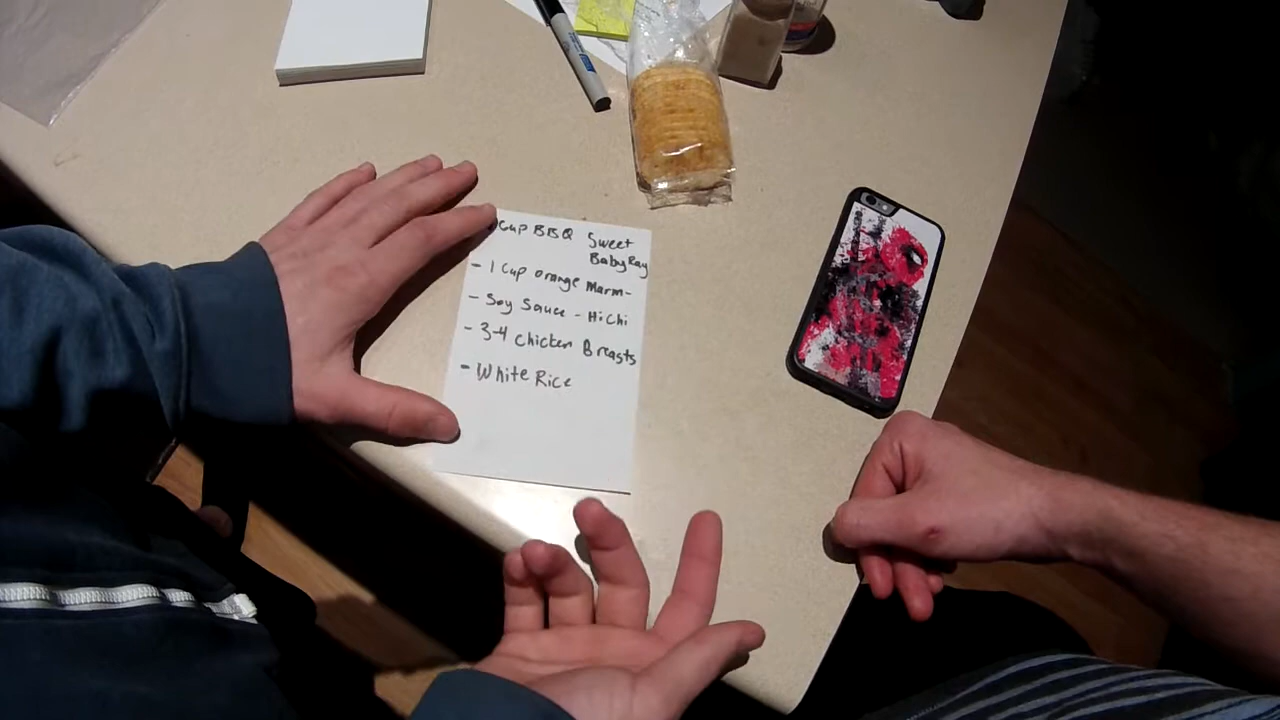 Cup BBQ Sweet
Baby Ray
- 1 Cup orange Marm-
- Soy Sauce - Hichi
- 3-4 chicken Breasts
- White Rice